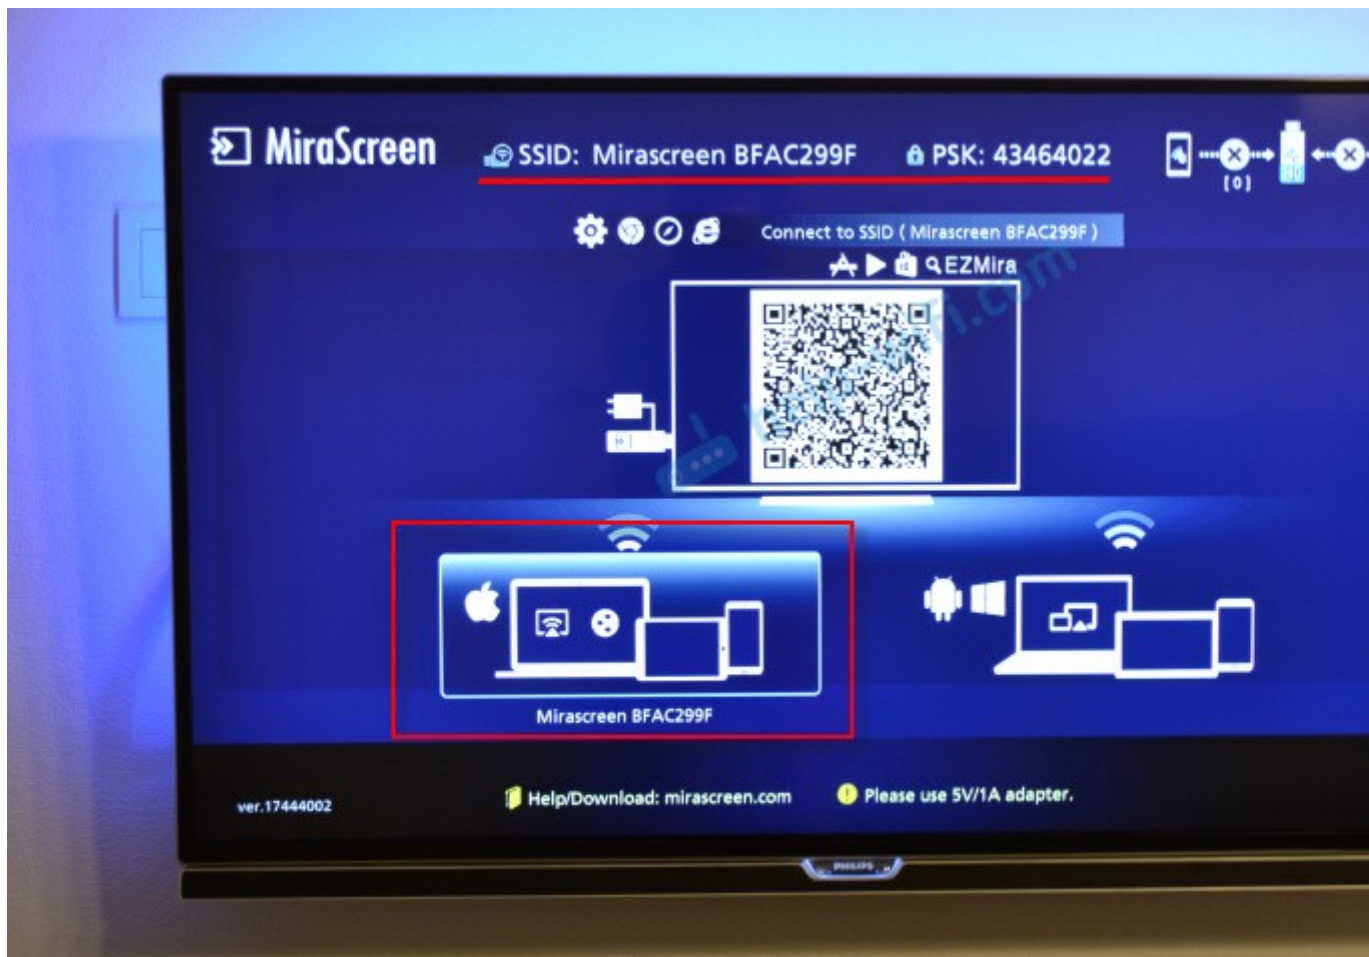 MiraScreen
SSID: Mirascreen BFAC299F
PSK: 43464022
[0]
Connect to SSID ( Mirascreen BFAC299F )
EZMira
Mirascreen BFAC299F
ver.17444002
Help/Download: mirascreen.com
Please use 5V/1A adapter.
PHILIPS